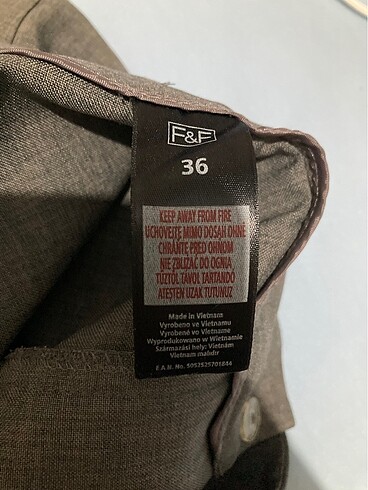 F&F
36
KEEP AWAY FROM FIRE
UCHOVEJTE MIMO DOSAH OHNĚ
CHRÁŇTE PRED OHŇOM
NIE ZBLIŻAĆ DO OGNIA
TŰZTŐL TÁVOL TARTANDÓ
ATEŞTEN UZAK TUTUNUZ
Made in Vietnam
Vyrobeno ve Vietnamu
Vyrobené vo Vietname
Wyprodukowano w Wietnamie
Származási hely: Vietnám
Vietnam malıdır
E.A.N. No. 5052525701846